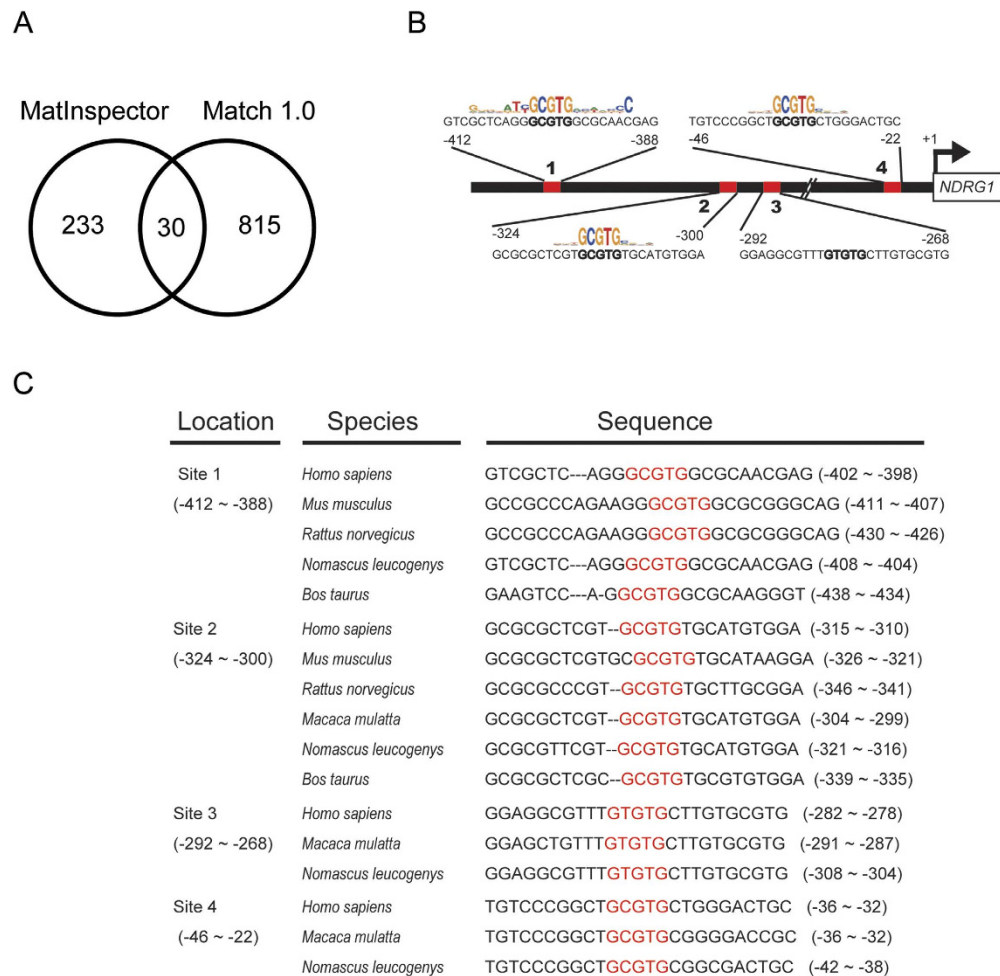 A
MatInspector Match 1.0
233 30 815
B
GCGTG GCGTG
GTCGCTCAGGGCGTGGCGCAACGAG TGTCCCGGCTGCGTGCTGGGACTGC
-412 -388 -46 -22 +1
1 4
NDRG1
2 3
-324 -300 -292 -268
GCGTG
GCGCGCTCGTGCGTGTGCATGTGGA GGAGGCGTTTGTGTGCTTGTGCGTG
C
Location Species Sequence
Site 1 Homo sapiens GTCGCTC---AGGGCGTGGCGCAACGAG (-402 ~ -398)
(-412 ~ -388) Mus musculus GCCGCCCAGAAGGGCGTGGCGCGGGCAG (-411 ~ -407)
Rattus norvegicus GCCGCCCAGAAGGGCGTGGCGCGGGCAG (-430 ~ -426)
Nomascus leucogenys GTCGCTC---AGGGCGTGGCGCAACGAG (-408 ~ -404)
Bos taurus GAAGTCC---A-GGCGTGGCGCAAGGGT (-438 ~ -434)
Site 2 Homo sapiens GCGCGCTCGT--GCGTGTGCATGTGGA (-315 ~ -310)
(-324 ~ -300) Mus musculus GCGCGCTCGTGCGCGTGTGCATAAGGA (-326 ~ -321)
Rattus norvegicus GCGCGCCCGT--GCGTGTGCTTGCGGA (-346 ~ -341)
Macaca mulatta GCGCGCTCGT--GCGTGTGCATGTGGA (-304 ~ -299)
Nomascus leucogenys GCGCGTTCGT--GCGTGTGCATGTGGA (-321 ~ -316)
Bos taurus GCGCGCTCGC--GCGTGTGCGTGTGGA (-339 ~ -335)
Site 3 Homo sapiens GGAGGCGTTTGTGTGCTTGTGCGTG (-282 ~ -278)
(-292 ~ -268) Macaca mulatta GGAGCTGTTTGTGTGCTTGTGCGTG (-291 ~ -287)
Nomascus leucogenys GGAGGCGTTTGTGTGCTTGTGCGTG (-308 ~ -304)
Site 4 Homo sapiens TGTCCCGGCTGCGTGCTGGGACTGC (-36 ~ -32)
(-46 ~ -22) Macaca mulatta TGTCCCGGCTGCGTGCGGGGACCGC (-36 ~ -32)
Nomascus leucogenys TGTCCCGGCTGCGTGCGGCGACTGC (-42 ~ -38)